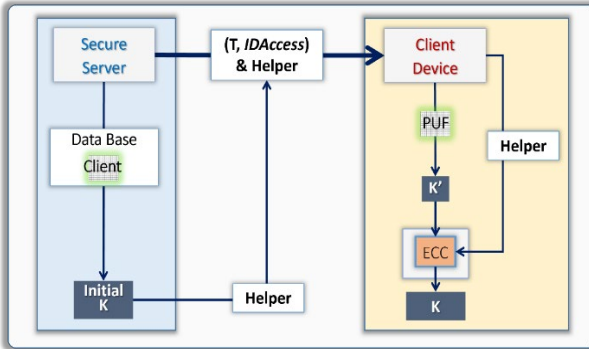 Secure
Server
(T, IDAccess)
& Helper
Client
Device
Data Base
Client
PUF
Helper
K'
ECC
Initial
K
Helper
K